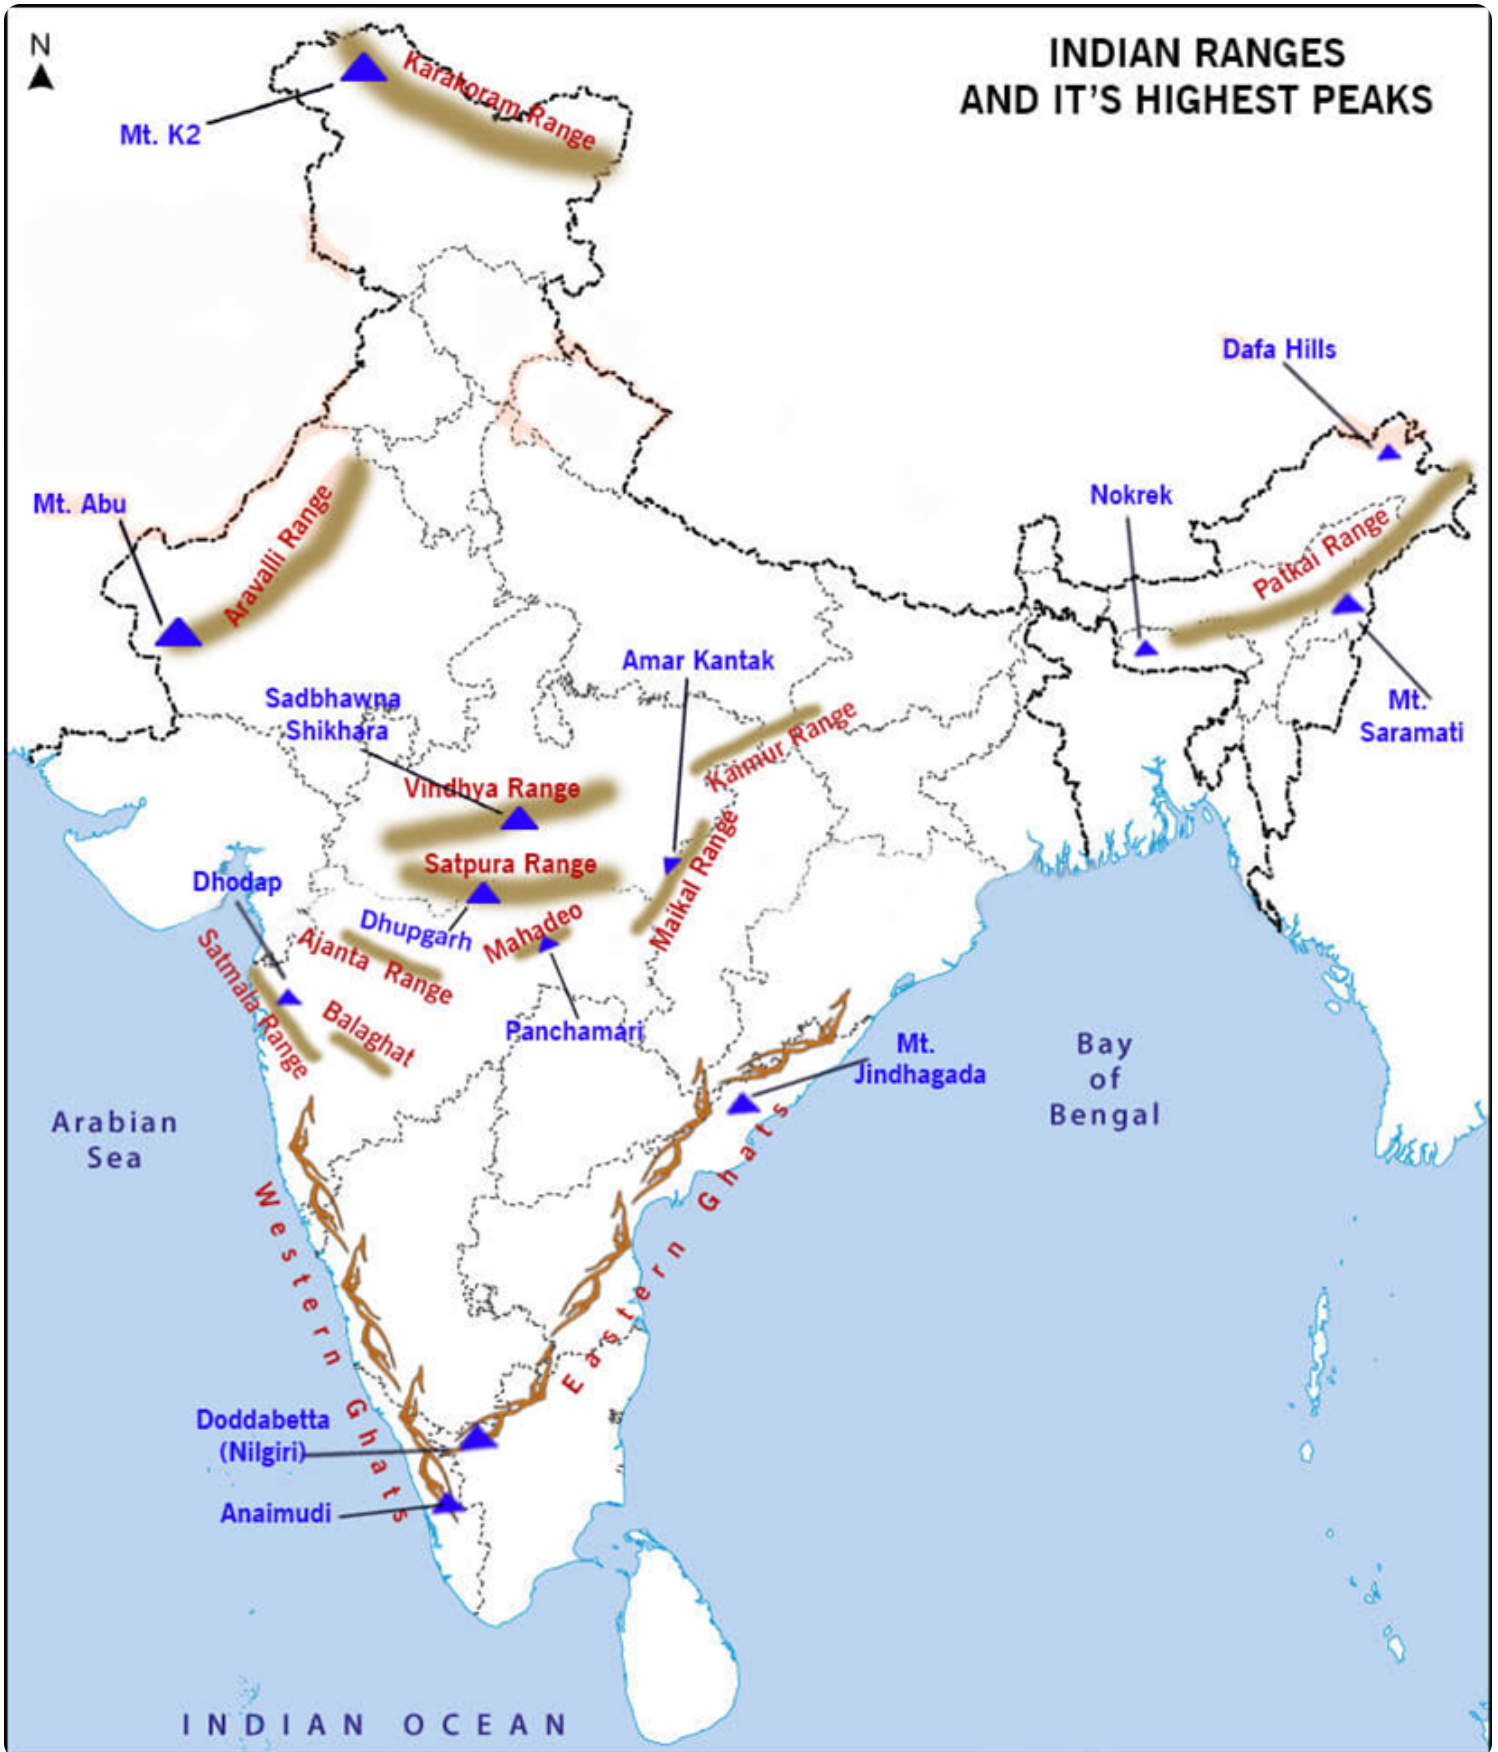 INDIAN RANGES
AND IT'S HIGHEST PEAKS
N
Karakoram Range
Mt. K2
Dafa Hills
Mt. Abu
Aravalli Range
Nokrek
Patkai Range
Amar Kantak
Sadbhawna
Shikhara
Mt.
Saramati
Kaimur Range
Vindhya Range
Maikal Range
Satpura Range
Dhodap
Dhupgarh
Mahadeo
Ajanta Range
Satmala Range
Balaghat
Panchamari
Mt.
Jindhagada
Bay
of
Bengal
Arabian
Sea
Western Ghats
Eastern Ghats
Doddabetta
(Nilgiri)
Anaimudi
INDIAN OCEAN